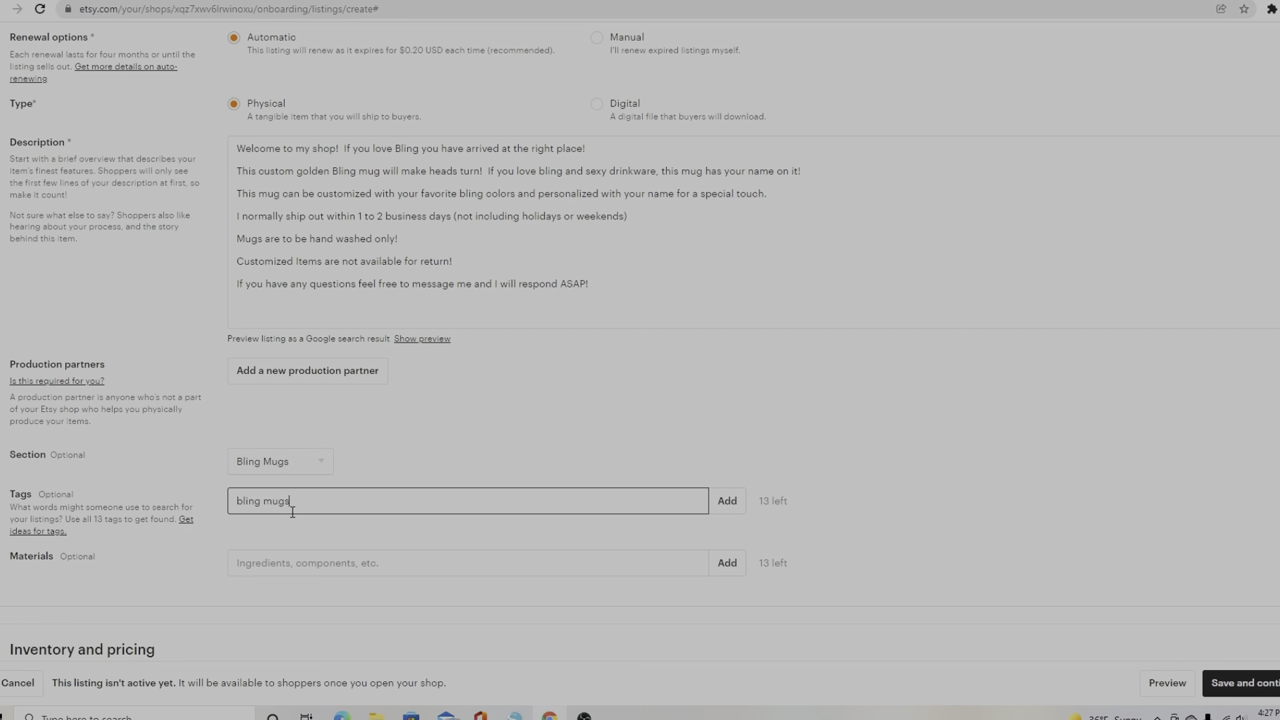 etsy.com/your/shops/xqz7xwv6lrwinoxu/onboarding/listings/create#
Renewal options *
Each renewal lasts for four months or until the
listing sells out. Get more details on auto-
renewing
Automatic
This listing will renew as it expires for $0.20 USD each time (recommended).
Manual
I'll renew expired listings myself.
Type*
Physical
A tangible item that you will ship to buyers.
Digital
A digital file that buyers will download.
Description *
Start with a brief overview that describes your
item's finest features. Shoppers will only see
the first few lines of your description at first, so
make it count!
Not sure what else to say? Shoppers also like
hearing about your process, and the story
behind this item.
Welcome to my shop! If you love Bling you have arrived at the right place!
This custom golden Bling mug will make heads turn! If you love bling and sexy drinkware, this mug has your name on it!
This mug can be customized with your favorite bling colors and personalized with your name for a special touch.
I normally ship out within 1 to 2 business days (not including holidays or weekends)
Mugs are to be hand washed only!
Customized Items are not available for return!
If you have any questions feel free to message me and I will respond ASAP!
Preview listing as a Google search result Show preview
Production partners
Is this required for you?
A production partner is anyone who's not a part
of your Etsy shop who helps you physically
produce your items.
Add a new production partner
Section Optional
Bling Mugs
Tags Optional
What words might someone use to search for
your listings? Use all 13 tags to get found. Get
ideas for tags.
bling mugs
Add
13 left
Materials Optional
Ingredients, components, etc.
Add
13 left
Inventory and pricing
Cancel
This listing isn't active yet. It will be available to shoppers once you open your shop.
Preview
Save and conti
Type here to search
36°F Sunny
4:27 P